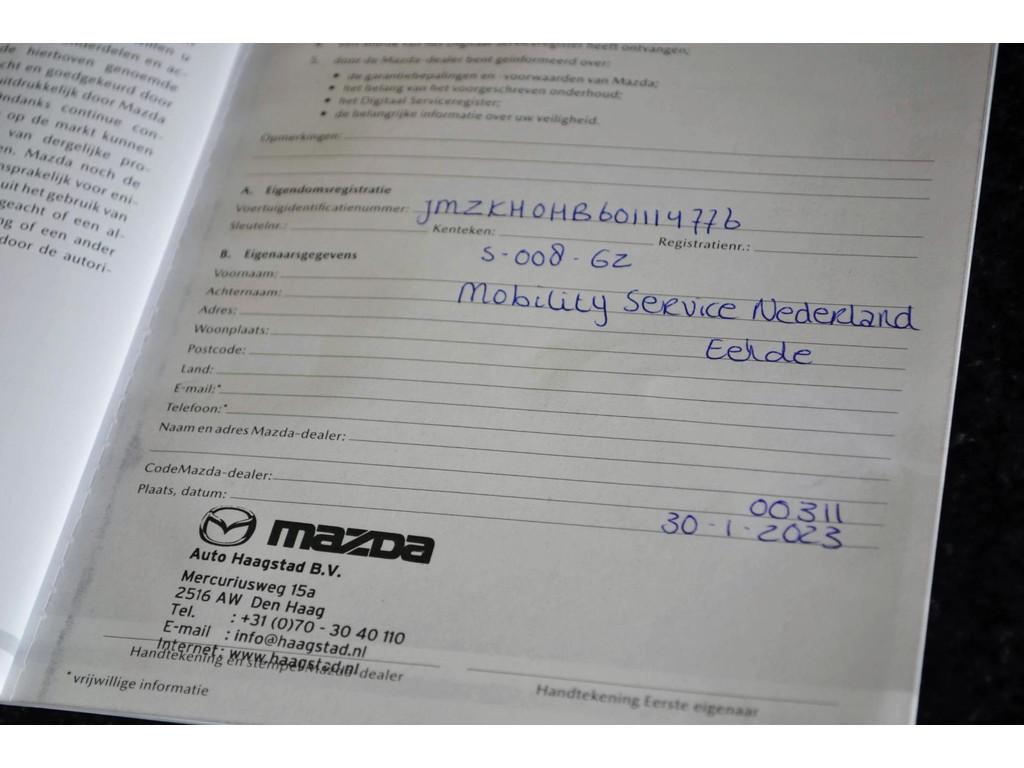 u
de hierboven genoemde
cht en goedgekeurd door
uitdrukkelijk door Mazda
ndanks continue con-
op de markt kunnen
van dergelijke pro-
en. Mazda noch de
nsprakelijk voor eni-
uit het gebruik van
geacht of een al-
g of een ander
door de autori-
heeft ontvangen;
5. door de Mazda-dealer bent geïnformeerd over:
• de garantiebepalingen en -voorwaarden van Mazda;
• het belang van het voorgeschreven onderhoud;
• het Digitaal Serviceregister;
• de belangrijke informatie over uw veiligheid.
Opmerkingen:
A. Eigendomsregistratie
Voertuigidentificatienummer: JMZKH0HB601114776
Sleutelnr.: Kenteken: Registratienr.:
S-008-GZ
B. Eigenaarsgegevens
Voornaam:
Achternaam: Mobility Service Nederland
Adres:
Woonplaats: Eelde
Postcode:
Land:
E-mail:*
Telefoon:*
Naam en adres Mazda-dealer:
CodeMazda-dealer: 00311
Plaats, datum: 30-1-2023
mazda
Auto Haagstad B.V.
Mercuriusweg 15a
2516 AW Den Haag
Tel. : +31 (0)70 - 30 40 110
E-mail : info@haagstad.nl
Internet: www.haagstad.nl
Handtekening en stempel Mazda-dealer
Handtekening Eerste eigenaar
* vrijwillige informatie